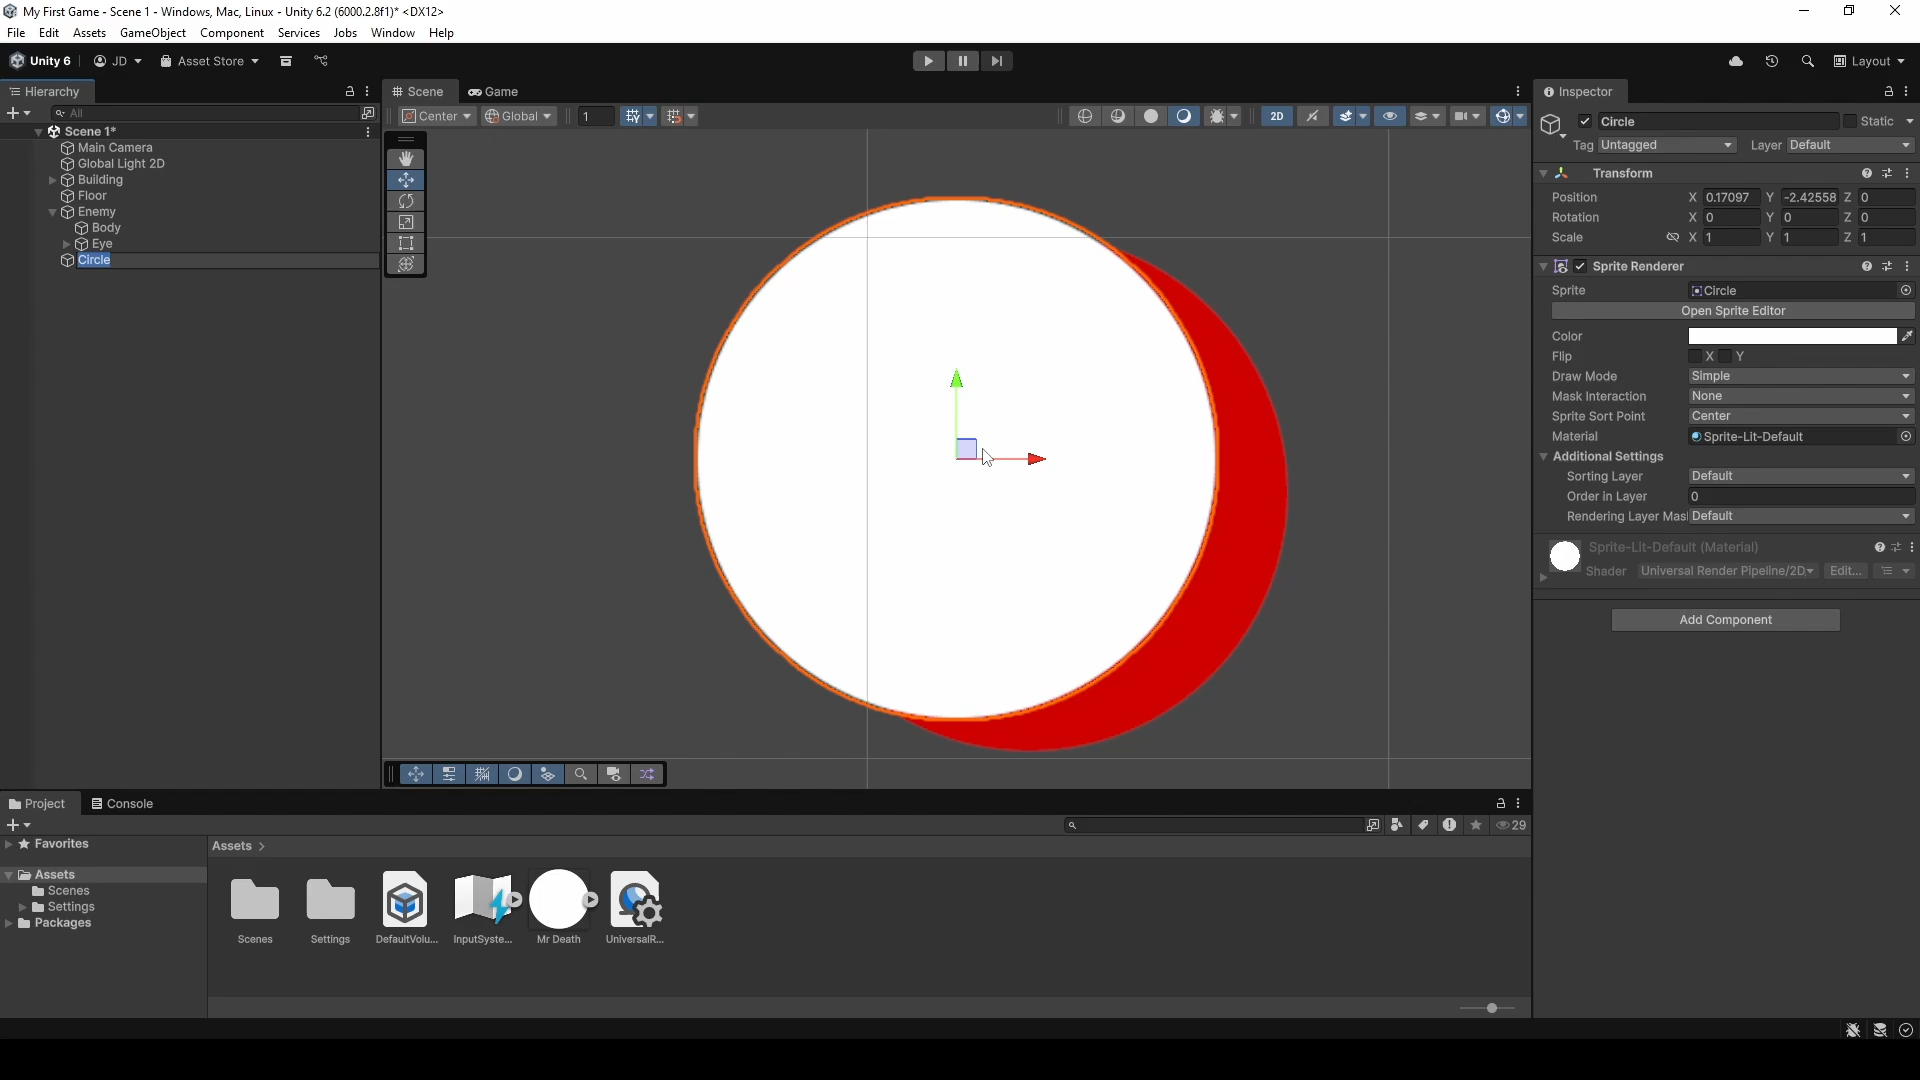 My First Game - Scene 1 - Windows, Mac, Linux - Unity 6.2 (6000.2.8f1)* <DX12>
File Edit Assets GameObject Component Services Jobs Window Help
Unity 6 JD Asset Store Layout
Hierarchy Scene Game Inspector
All Center Global 1 2D
Circle Static
Tag Untagged Layer Default
Scene 1*
Main Camera
Global Light 2D
Building
Floor
Enemy
Body
Eye
Circle
Transform
Position X 0.17097 Y -2.42558 Z 0
Rotation X 0 Y 0 Z 0
Scale X 1 Y 1 Z 1
Sprite Renderer
Sprite Circle
Open Sprite Editor
Color
Flip X Y
Draw Mode Simple
Mask Interaction None
Sprite Sort Point Center
Material Sprite-Lit-Default
Additional Settings
Sorting Layer Default
Order in Layer 0
Rendering Layer Mas Default
Sprite-Lit-Default (Material)
Shader Universal Render Pipeline/2D Edit...
Add Component
Project Console
29
Favorites
Assets
Scenes
Settings
Packages
Assets >
Scenes Settings DefaultVolu... InputSyste... Mr Death UniversalR...